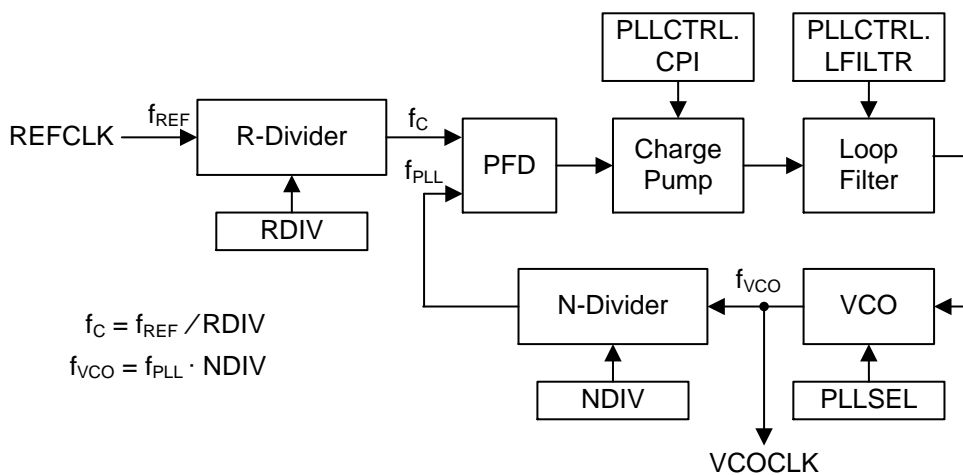 PLLCTRL.
CPI
PLLCTRL.
LFILTR
REFCLK
fREF
R-Divider
fC
fPLL
PFD
Charge
Pump
Loop
Filter
RDIV
fC = fREF / RDIV
fVCO = fPLL · NDIV
N-Divider
fVCO
VCO
NDIV
PLLSEL
VCOCLK